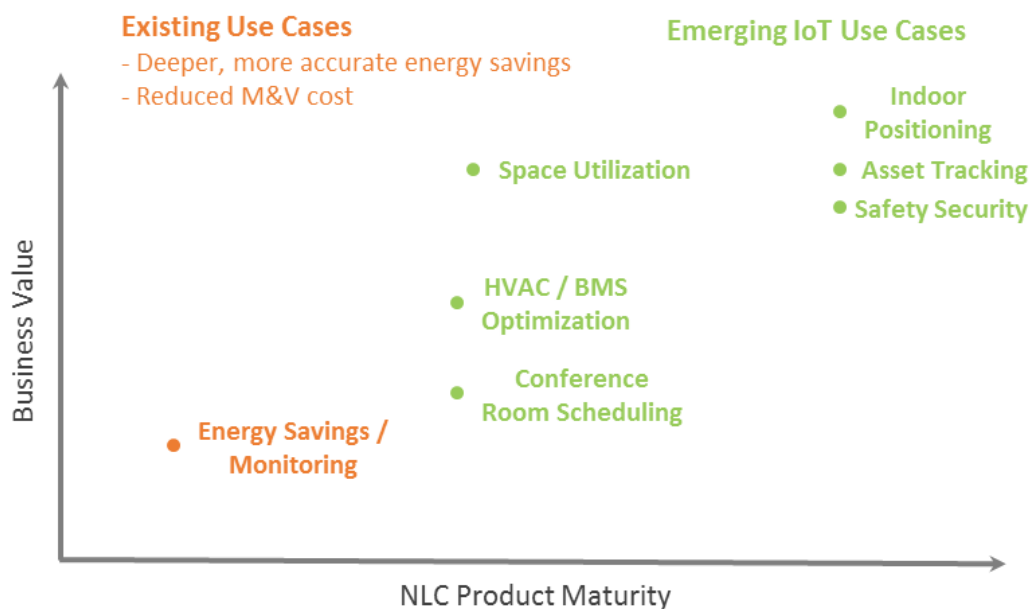 Existing Use Cases
- Deeper, more accurate energy savings
- Reduced M&V cost
Emerging IoT Use Cases
Indoor
Positioning
Space Utilization
Asset Tracking
Safety Security
HVAC / BMS
Optimization
Conference
Room Scheduling
Energy Savings /
Monitoring
Business Value
NLC Product Maturity